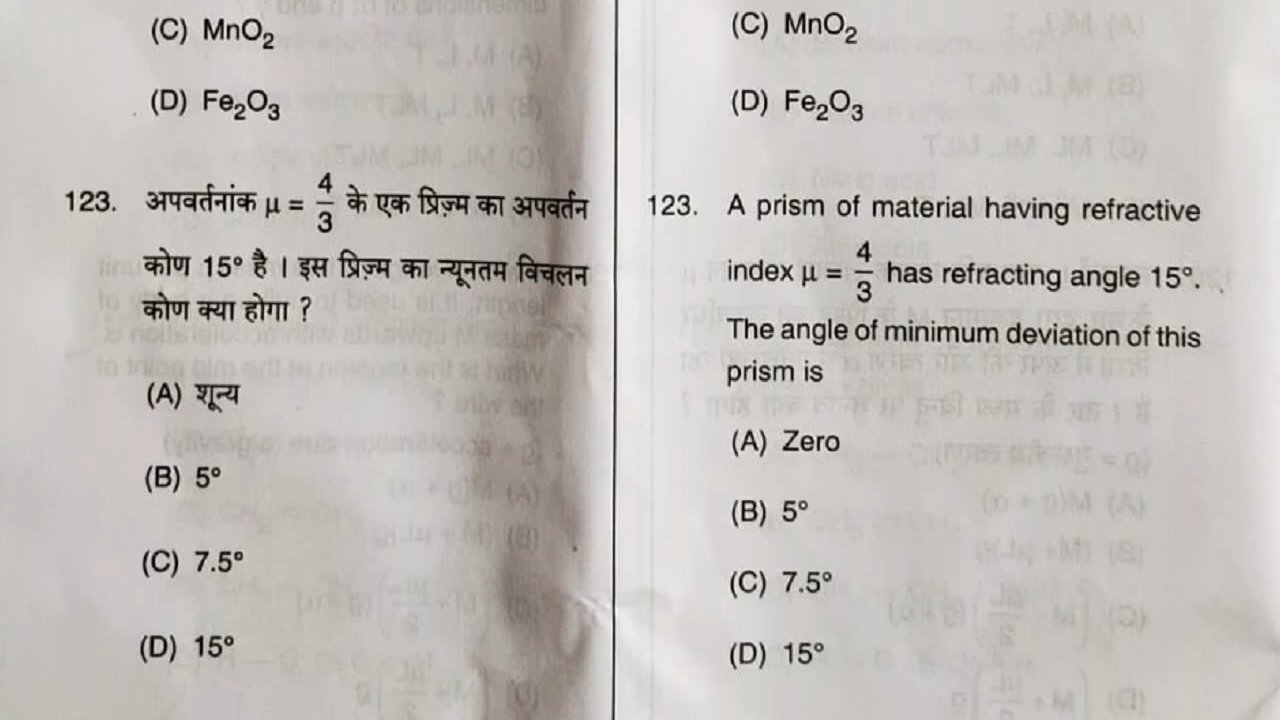 (C) MnO₂
(D) Fe₂O₃
123. अपवर्तनांक μ = 4/3 के एक प्रिज़्म का अपवर्तन
कोण 15° है । इस प्रिज़्म का न्यूनतम विचलन
कोण क्या होगा ?
(A) शून्य
(B) 5°
(C) 7.5°
(D) 15°
(C) MnO₂
(D) Fe₂O₃
123. A prism of material having refractive
index μ = 4/3 has refracting angle 15°.
The angle of minimum deviation of this
prism is
(A) Zero
(B) 5°
(C) 7.5°
(D) 15°